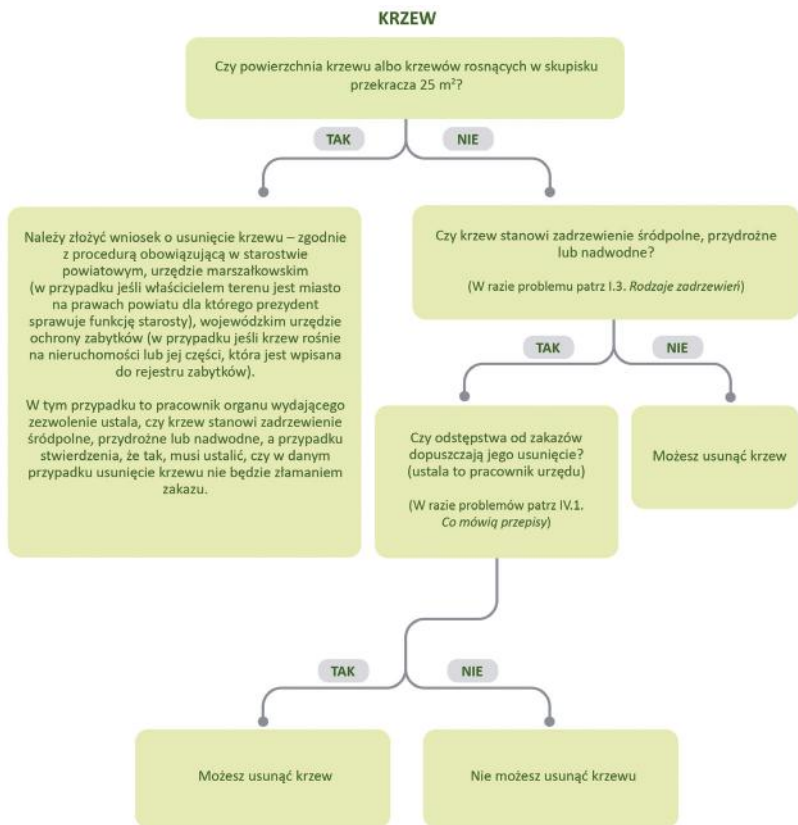 KRZEW
Czy powierzchnia krzewu albo krzewów rosnących w skupisku
przekracza 25 m²?
TAK
NIE
Należy złożyć wniosek o usunięcie krzewu – zgodnie
z procedurą obowiązującą w starostwie
powiatowym, urzędzie marszałkowskim
(w przypadku jeśli właścicielem terenu jest miasto
na prawach powiatu dla którego prezydent
sprawuje funkcję starosty), wojewódzkim urzędzie
ochrony zabytków (w przypadku jeśli krzew rośnie
na nieruchomości lub jej części, która jest wpisana
do rejestru zabytków).
W tym przypadku to pracownik organu wydającego
zezwolenie ustala, czy krzew stanowi zadrzewienie
śródpolne, przydrożne lub nadwodne, a przypadku
stwierdzenia, że tak, musi ustalić, czy w danym
przypadku usunięcie krzewu nie będzie złamaniem
zakazu.
Czy krzew stanowi zadrzewienie śródpolne, przydrożne
lub nadwodne?
(W razie problemu patrz I.3. Rodzaje zadrzewień)
TAK
NIE
Czy odstępstwa od zakazów
dopuszczają jego usunięcie?
(ustala to pracownik urzędu)
(W razie problemów patrz IV.1.
Co mówią przepisy)
Możesz usunąć krzew
TAK
NIE
Możesz usunąć krzew
Nie możesz usunąć krzewu